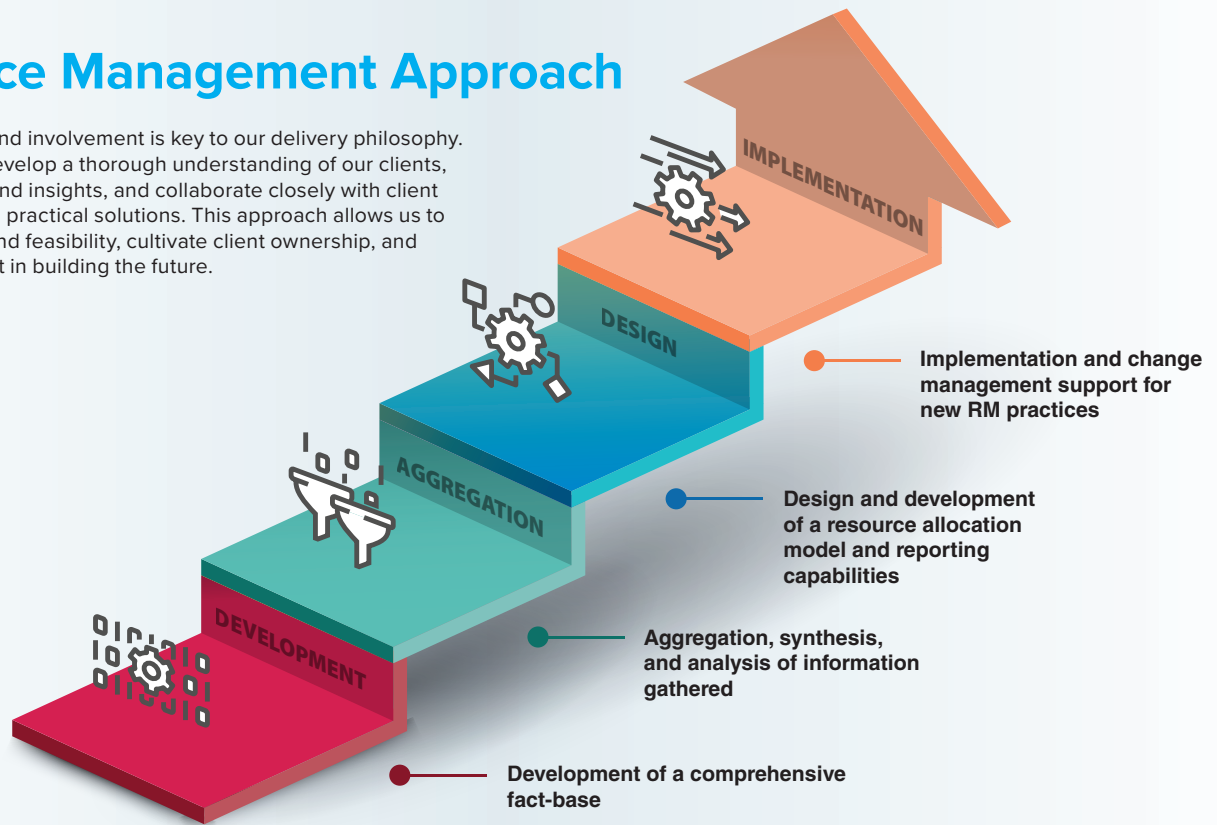 ce Management Approach
nd involvement is key to our delivery philosophy.
evelop a thorough understanding of our clients,
nd insights, and collaborate closely with client
practical solutions. This approach allows us to
nd feasibility, cultivate client ownership, and
t in building the future.
IMPLEMENTATION
Implementation and change
management support for
new RM practices
DESIGN
Design and development
of a resource allocation
model and reporting
capabilities
AGGREGATION
Aggregation, synthesis,
and analysis of information
gathered
DEVELOPMENT
Development of a comprehensive
fact-base